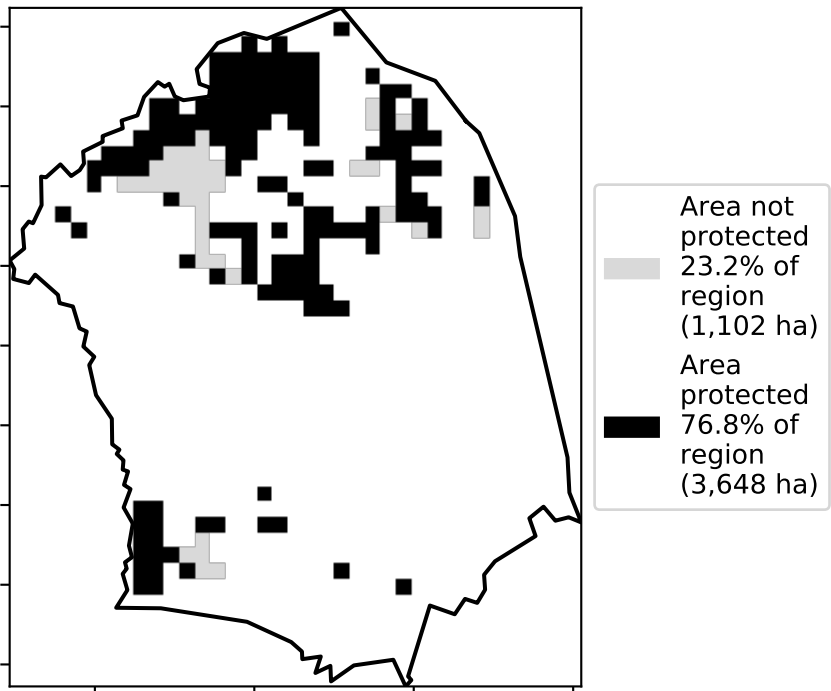 Area not
protected
23.2% of
region
(1,102 ha)
Area
protected
76.8% of
region
(3,648 ha)